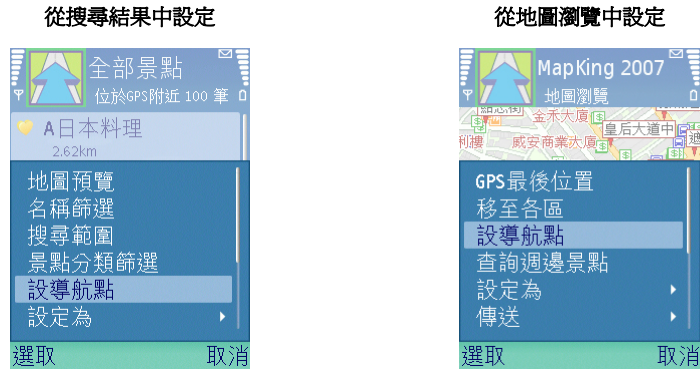 從搜尋結果中設定
全部景點
位於GPS附近 100 筆
A日本料理
2.62km
地圖預覽
名稱篩選
搜尋範圍
景點分類篩選
設導航點
設定為
選取 取消
從地圖瀏覽中設定
MapKing 2007
地圖瀏覽
金禾大廈
皇后大道中
威安商業大廈
GPS最後位置
移至各區
設導航點
查詢週邊景點
設定為
傳送
選取 取消